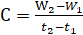 C = W₂−W₁ / t₂−t₁